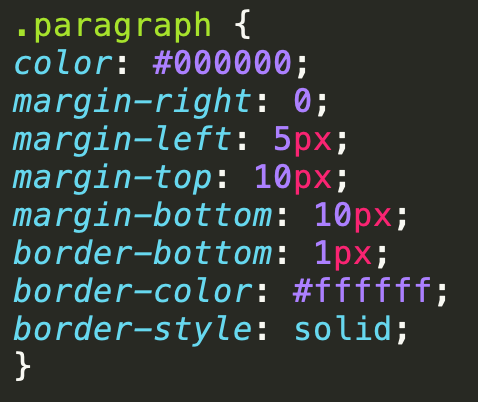 .paragraph {
color: #000000;
margin-right: 0;
margin-left: 5px;
margin-top: 10px;
margin-bottom: 10px;
border-bottom: 1px;
border-color: #ffffff;
border-style: solid;
}